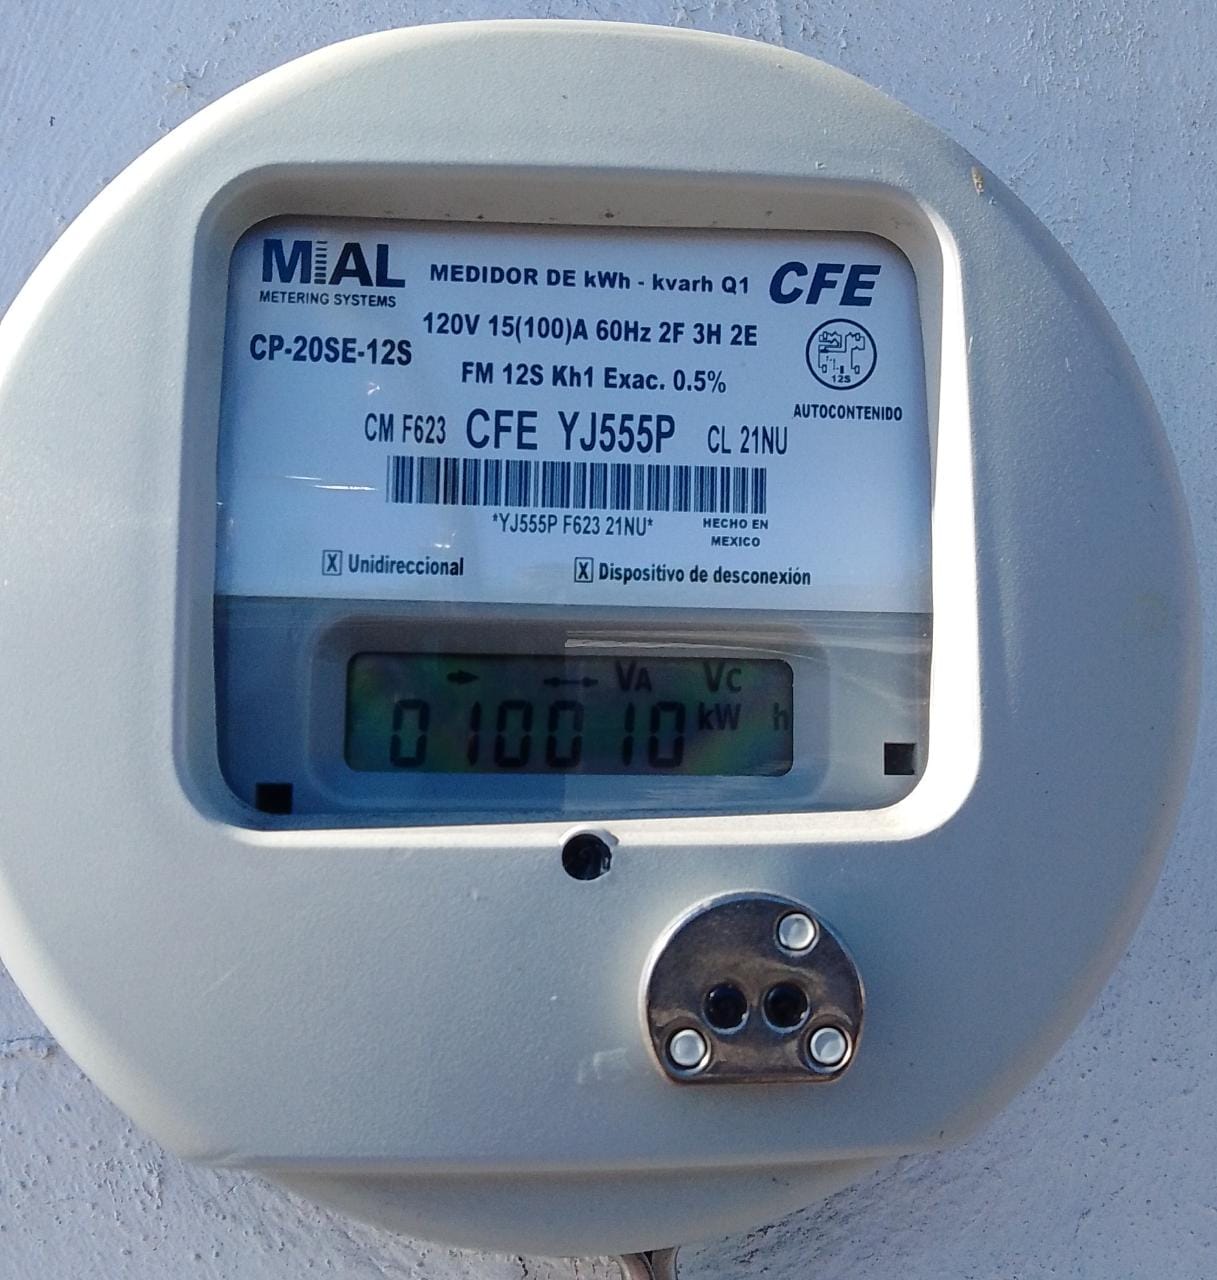 MIAL
METERING SYSTEMS
MEDIDOR DE kWh - kvarh Q1
CFE
120V 15(100)A 60Hz 2F 3H 2E
CP-20SE-12S
FM 12S Kh1 Exac. 0.5%
12S
AUTOCONTENIDO
CM F623 CFE YJ555P CL 21NU
*YJ555P F623 21NU*
HECHO EN
MEXICO
X Unidireccional
X Dispositivo de desconexión
VA VC
010010 kW h